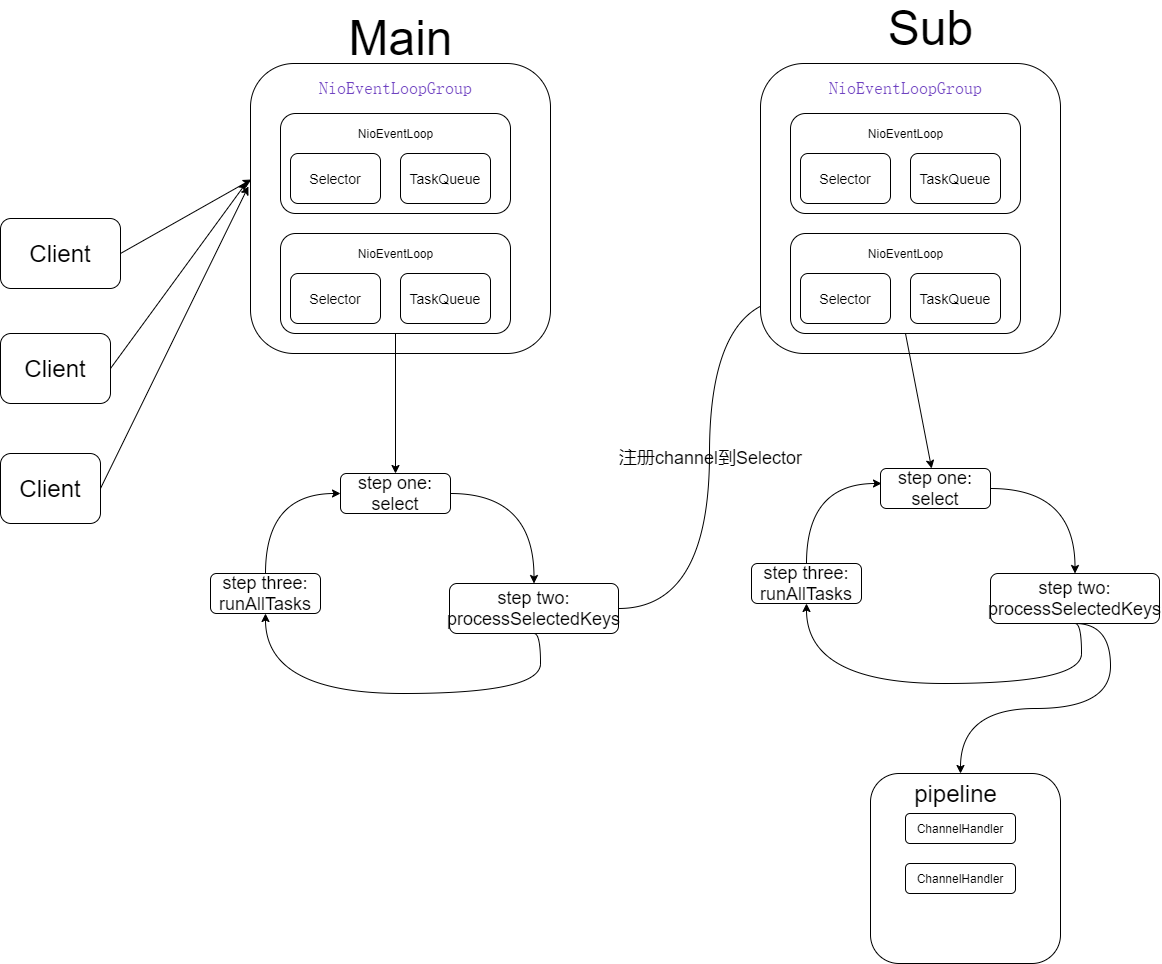 Main
NioEventLoopGroup
NioEventLoop
Selector
TaskQueue
NioEventLoop
Selector
TaskQueue
Client
Client
Client
step one:
select
step two:
processSelectedKeys
step three:
runAllTasks
注册channel到Selector
Sub
NioEventLoopGroup
NioEventLoop
Selector
TaskQueue
NioEventLoop
Selector
TaskQueue
step one:
select
step two:
processSelectedKeys
step three:
runAllTasks
pipeline
ChannelHandler
ChannelHandler